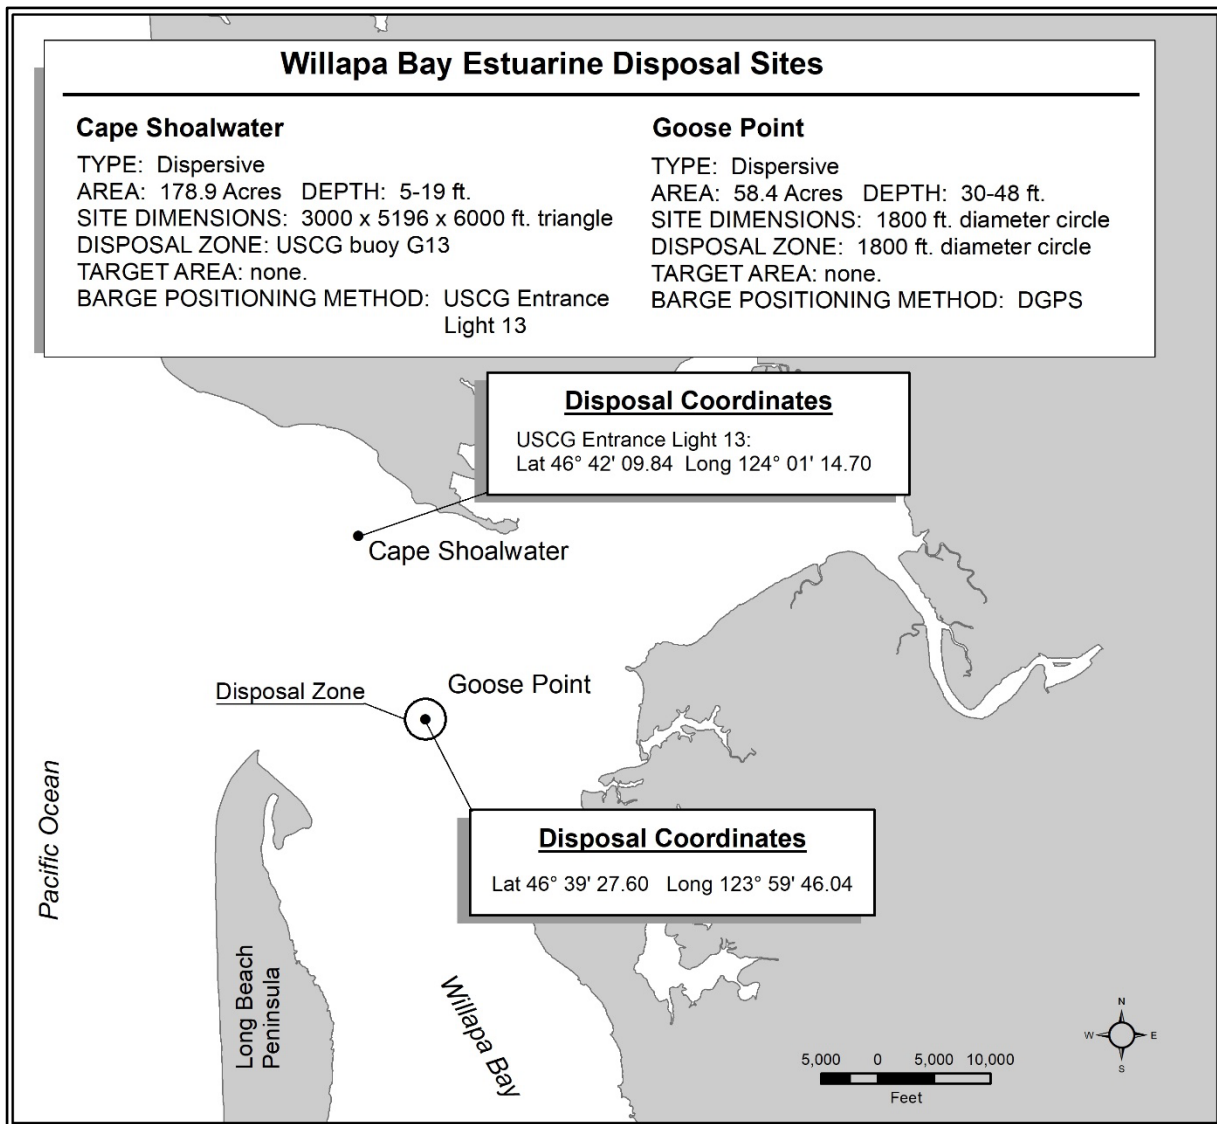 Willapa Bay Estuarine Disposal Sites
Cape Shoalwater
TYPE: Dispersive
AREA: 178.9 Acres DEPTH: 5-19 ft.
SITE DIMENSIONS: 3000 x 5196 x 6000 ft. triangle
DISPOSAL ZONE: USCG buoy G13
TARGET AREA: none.
BARGE POSITIONING METHOD: USCG Entrance
Light 13
Goose Point
TYPE: Dispersive
AREA: 58.4 Acres DEPTH: 30-48 ft.
SITE DIMENSIONS: 1800 ft. diameter circle
DISPOSAL ZONE: 1800 ft. diameter circle
TARGET AREA: none.
BARGE POSITIONING METHOD: DGPS
Disposal Coordinates
USCG Entrance Light 13:
Lat 46° 42' 09.84 Long 124° 01' 14.70
Cape Shoalwater
Goose Point
Disposal Zone
Disposal Coordinates
Lat 46° 39' 27.60 Long 123° 59' 46.04
Pacific Ocean
Long Beach
Peninsula
Willapa Bay
N
W E
S
5,000 0 5,000 10,000
Feet